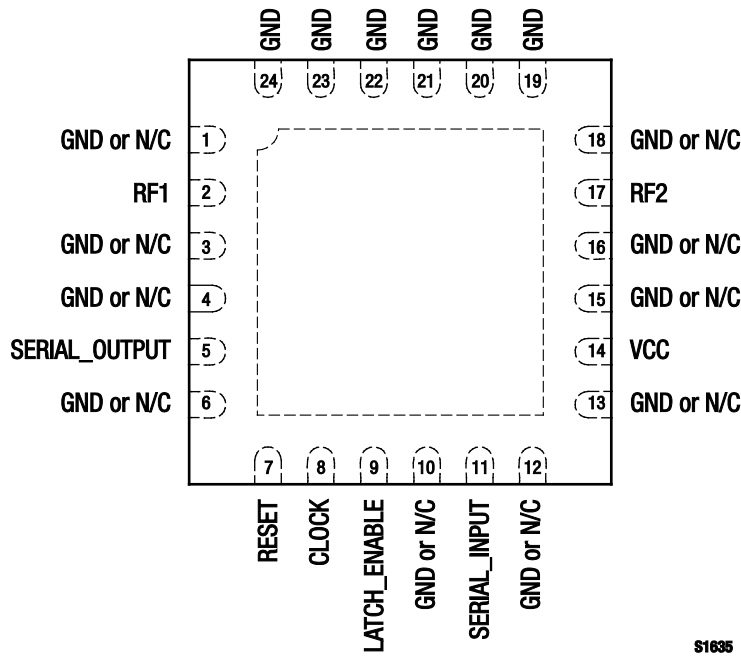 GND GND GND GND GND GND
24 23 22 21 20 19
GND or N/C 1 18 GND or N/C
RF1 2 17 RF2
GND or N/C 3 16 GND or N/C
GND or N/C 4 15 GND or N/C
SERIAL_OUTPUT 5 14 VCC
GND or N/C 6 13 GND or N/C
7 8 9 10 11 12
RESET
CLOCK
LATCH_ENABLE
GND or N/C
SERIAL_INPUT
GND or N/C
S1635